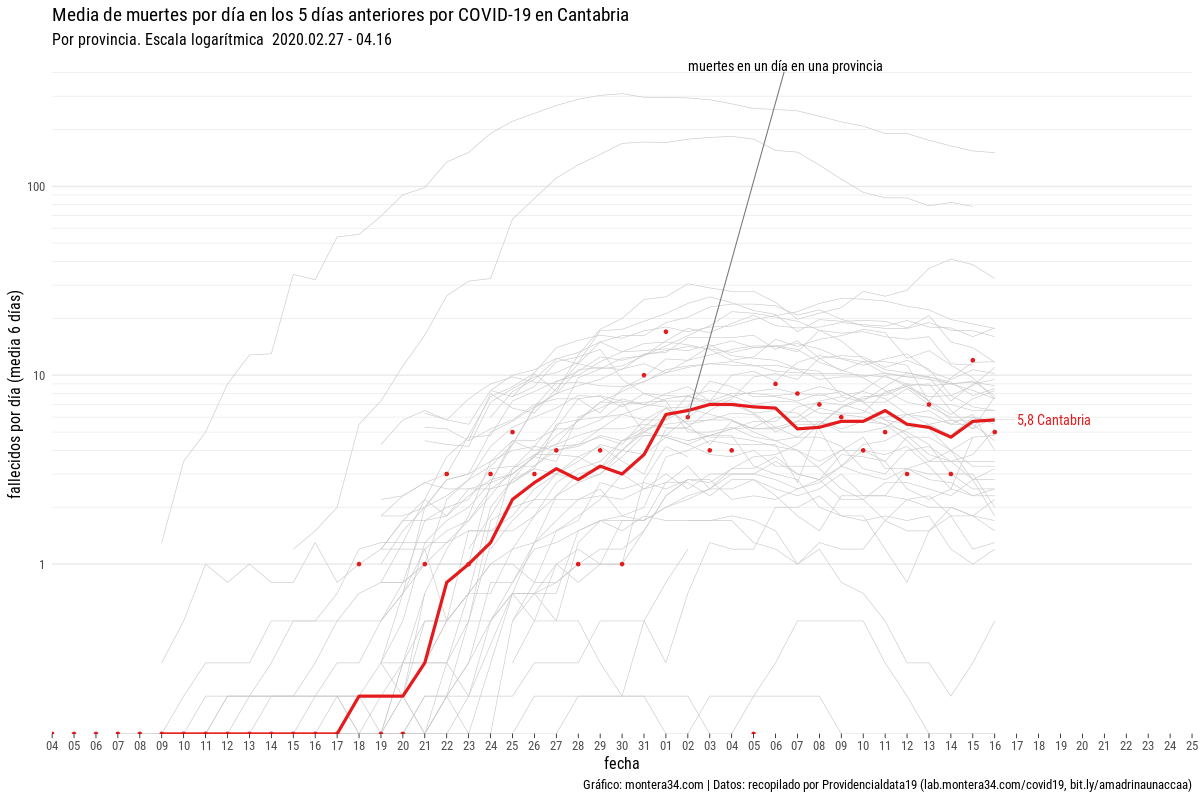 Media de muertes por día en los 5 días anteriores por COVID-19 en Cantabria
Por provincia. Escala logarítmica 2020.02.27 - 04.16
muertes en un día en una provincia
100
10
1
fallecidos por día (media 6 días)
5,8 Cantabria
04 05 06 07 08 09 10 11 12 13 14 15 16 17 18 19 20 21 22 23 24 25 26 27 28 29 30 31 01 02 03 04 05 06 07 08 09 10 11 12 13 14 15 16 17 18 19 20 21 22 23 24 25
fecha
Gráfico: montera34.com | Datos: recopilado por Providencialdata19 (lab.montera34.com/covid19, bit.ly/amadrinaunaccaa)